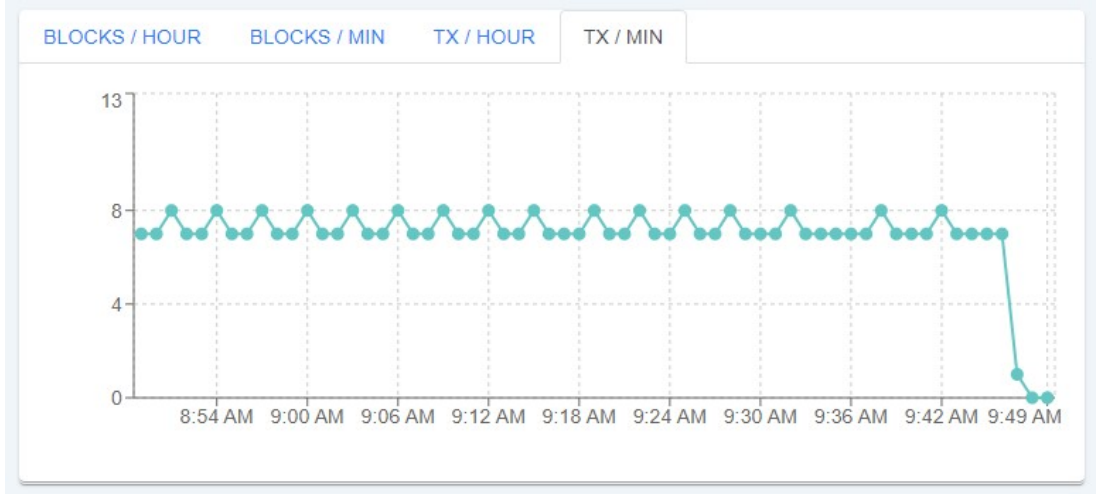 BLOCKS / HOUR BLOCKS / MIN TX / HOUR TX / MIN
13
8
4
0
8:54 AM 9:00 AM 9:06 AM 9:12 AM 9:18 AM 9:24 AM 9:30 AM 9:36 AM 9:42 AM 9:49 AM